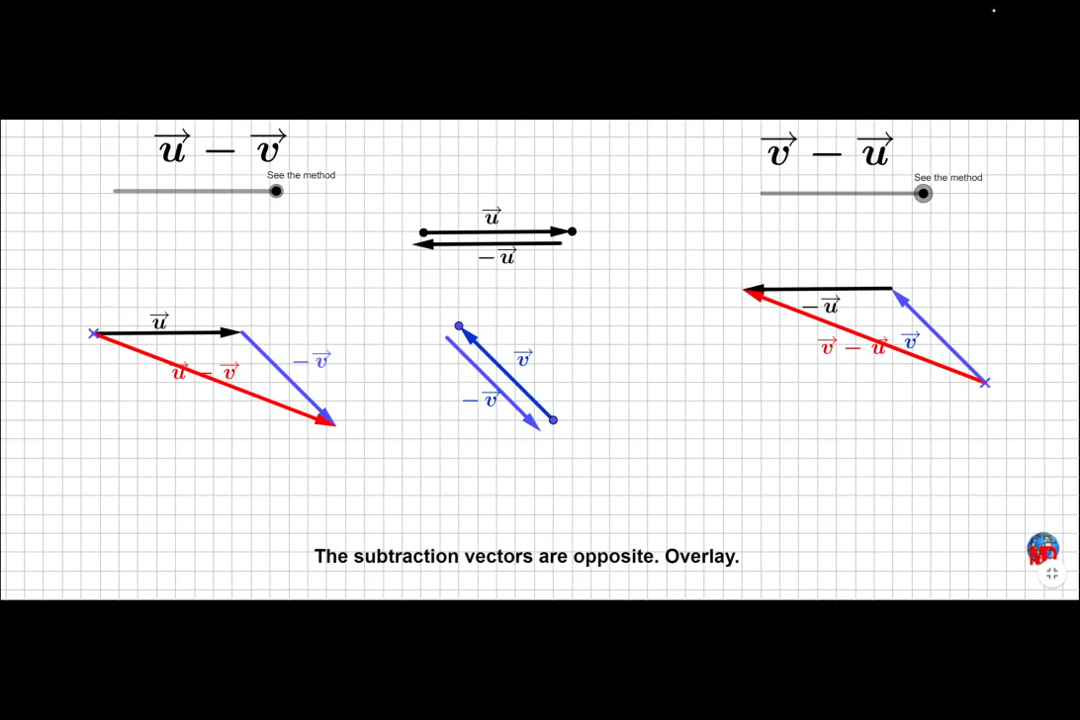 u⃗ − v⃗
See the method
v⃗ − u⃗
See the method
u⃗
−u⃗
u⃗
−v⃗
u⃗ − v⃗
v⃗
−v⃗
−u⃗
v⃗ − u⃗
v⃗
The subtraction vectors are opposite. Overlay.